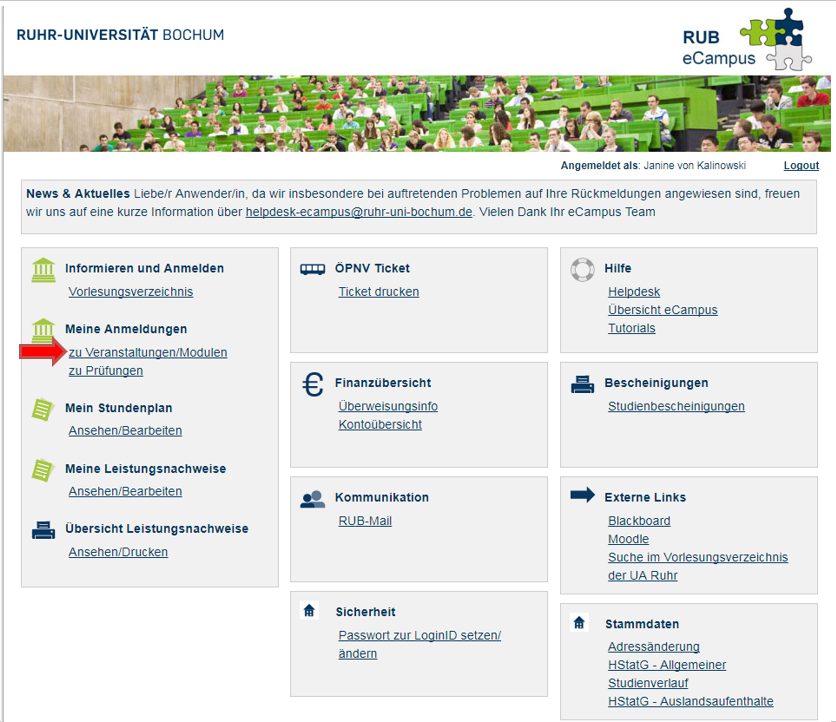 RUHR-UNIVERSITÄT BOCHUM
RUB
eCampus
Angemeldet als: Janine von Kalinowski Logout
News & Aktuelles Liebe/r Anwender/in, da wir insbesondere bei auftretenden Problemen auf Ihre Rückmeldungen angewiesen sind, freuen
wir uns auf eine kurze Information über helpdesk-ecampus@ruhr-uni-bochum.de. Vielen Dank Ihr eCampus Team
Informieren und Anmelden
Vorlesungsverzeichnis
Meine Anmeldungen
zu Veranstaltungen/Modulen
zu Prüfungen
Mein Stundenplan
Ansehen/Bearbeiten
Meine Leistungsnachweise
Ansehen/Bearbeiten
Übersicht Leistungsnachweise
Ansehen/Drucken
ÖPNV Ticket
Ticket drucken
Finanzübersicht
Überweisungsinfo
Kontoübersicht
Kommunikation
RUB-Mail
Sicherheit
Passwort zur LoginID setzen/
ändern
Hilfe
Helpdesk
Übersicht eCampus
Tutorials
Bescheinigungen
Studienbescheinigungen
Externe Links
Blackboard
Moodle
Suche im Vorlesungsverzeichnis
der UA Ruhr
Stammdaten
Adressänderung
HStatG - Allgemeiner
Studienverlauf
HStatG - Auslandsaufenthalte